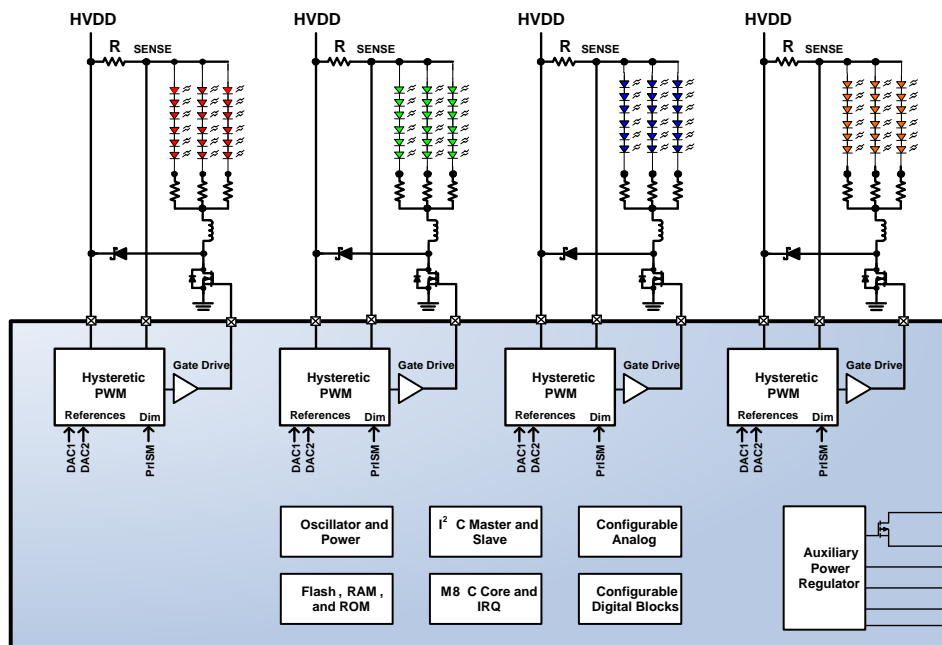 HVDD
R SENSE
HVDD
R SENSE
HVDD
R SENSE
HVDD
R SENSE
Hysteretic
PWM
References Dim
Gate Drive
DAC1
DAC2
PrISM
Hysteretic
PWM
References Dim
Gate Drive
DAC1
DAC2
PrISM
Hysteretic
PWM
References Dim
Gate Drive
DAC1
DAC2
PrISM
Hysteretic
PWM
References Dim
Gate Drive
DAC1
DAC2
PrISM
Oscillator and
Power
I² C Master and
Slave
Configurable
Analog
Flash , RAM ,
and ROM
M8 C Core and
IRQ
Configurable
Digital Blocks
Auxiliary
Power
Regulator